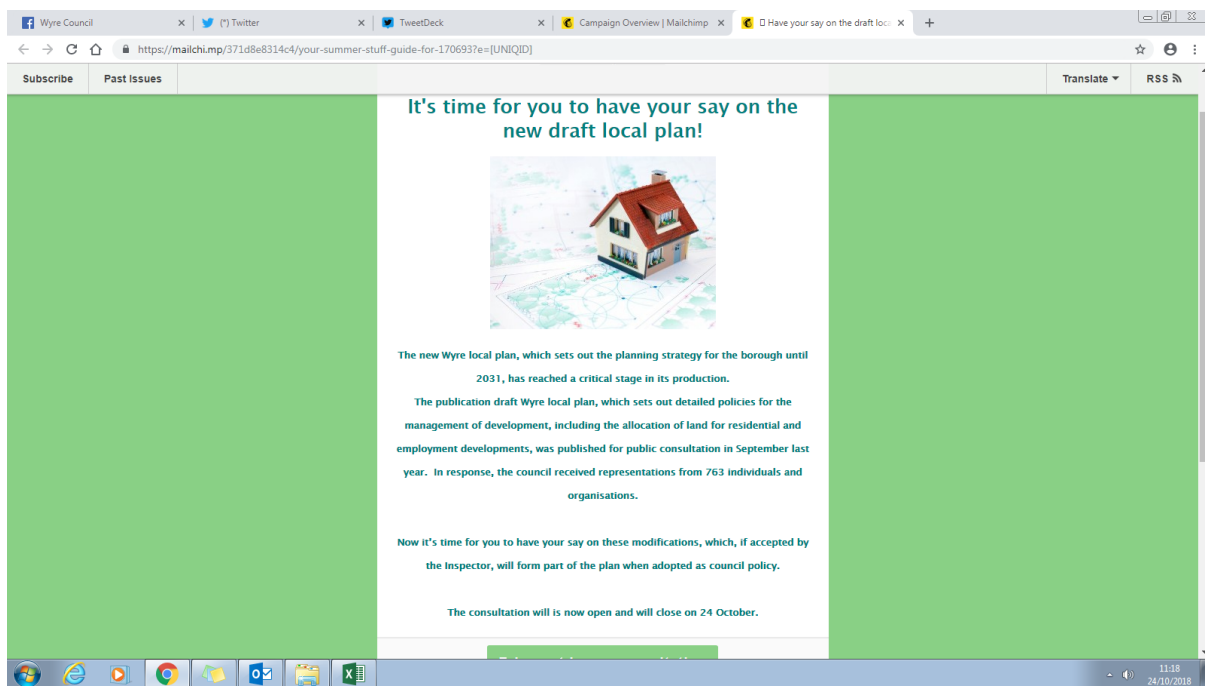 Wyre Council
(*) Twitter
TweetDeck
Campaign Overview | Mailchimp
Have your say on the draft loc
https://mailchi.mp/371d8e8314c4/your-summer-stuff-guide-for-170693?e=[UNIQID]
Subscribe
Past Issues
Translate
RSS
It's time for you to have your say on the
new draft local plan!
The new Wyre local plan, which sets out the planning strategy for the borough until
2031, has reached a critical stage in its production.
The publication draft Wyre local plan, which sets out detailed policies for the
management of development, including the allocation of land for residential and
employment developments, was published for public consultation in September last
year.  In response, the council received representations from 763 individuals and
organisations.
Now it's time for you to have your say on these modifications, which, if accepted by
the Inspector, will form part of the plan when adopted as council policy.
The consultation will is now open and will close on 24 October.
11:18
24/10/2018